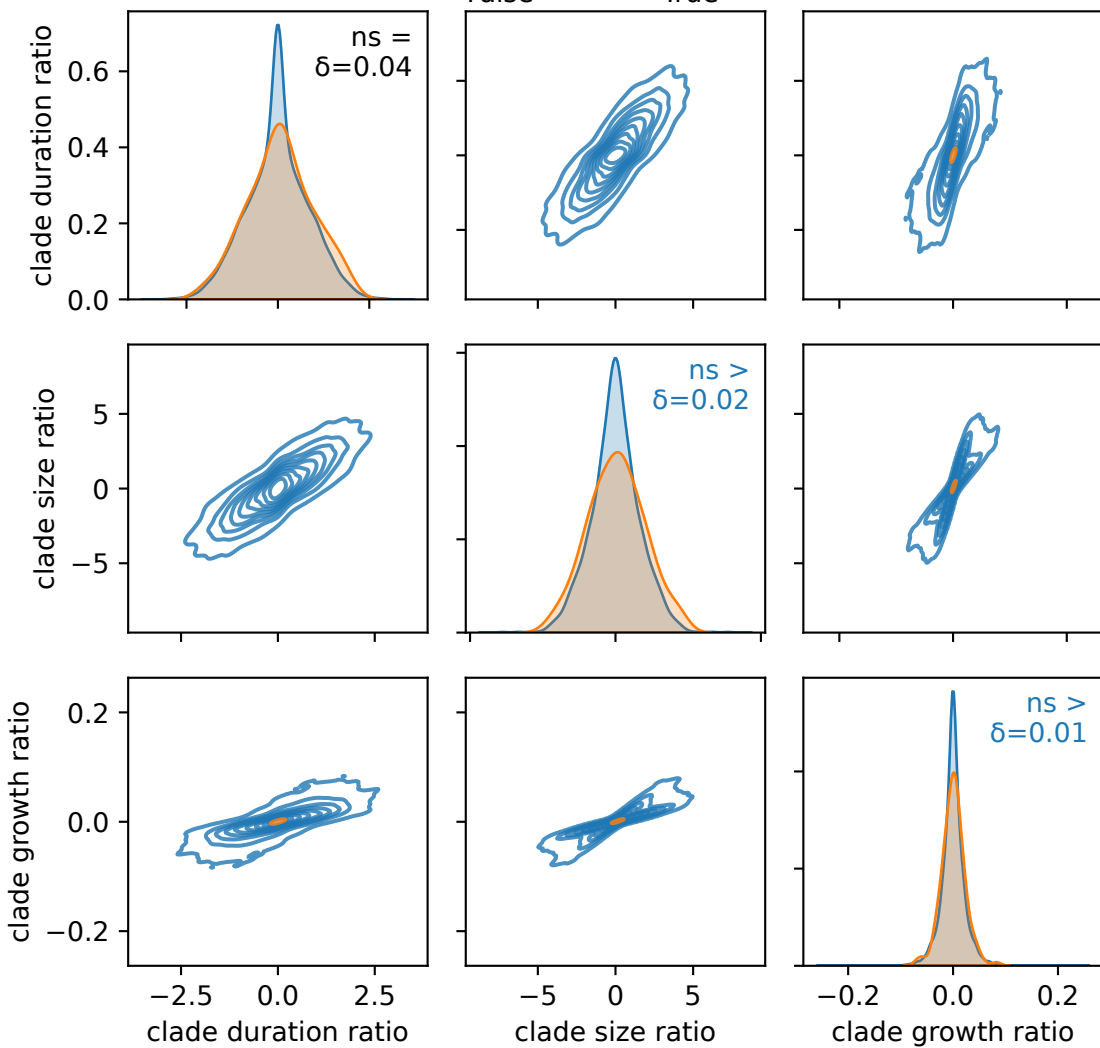 clade duration ratio
0.6
0.4
0.2
0.0
ns =
δ=0.04
clade size ratio
5
0
−5
ns >
δ=0.02
clade growth ratio
0.2
0.0
−0.2
ns >
δ=0.01
−2.5 0.0 2.5
−5 0 5
−0.2 0.0 0.2
clade duration ratio
clade size ratio
clade growth ratio